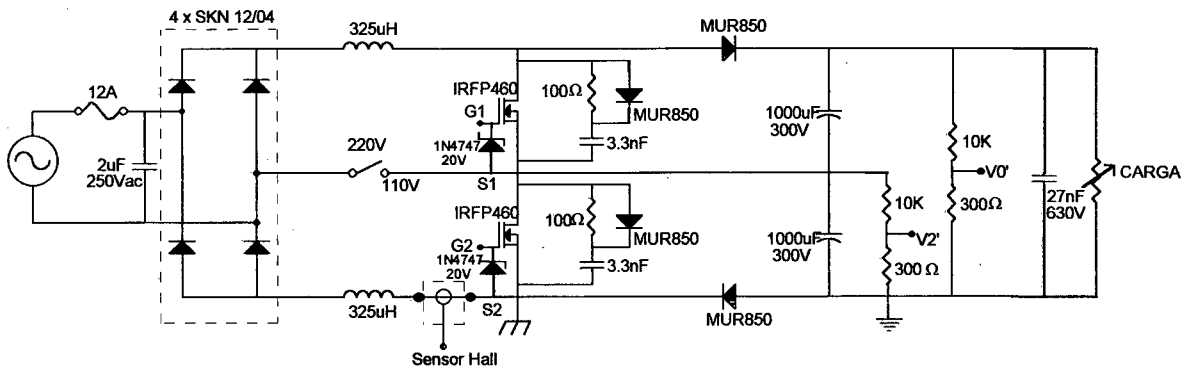 4 x SKN 12/04
325uH
MUR850
12A
2uF
250Vac
IRFP460
G1
1N4747
20V
S1
100Ω
MUR850
3.3nF
1000uF
300V
10K
V0'
300Ω
27nF
630V
CARGA
220V
110V
IRFP460
G2
1N4747
20V
S2
100Ω
MUR850
3.3nF
1000uF
300V
10K
V2'
300 Ω
325uH
MUR850
Sensor Hall